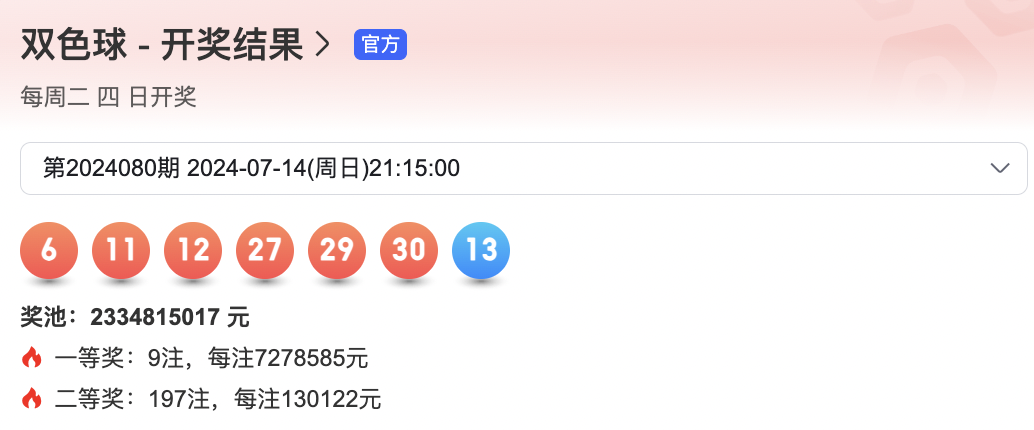 双色球 - 开奖结果 官方
每周二 四 日开奖
第2024080期 2024-07-14(周日)21:15:00
6 11 12 27 29 30 13
奖池：2334815017 元
一等奖：9注，每注7278585元
二等奖：197注，每注130122元